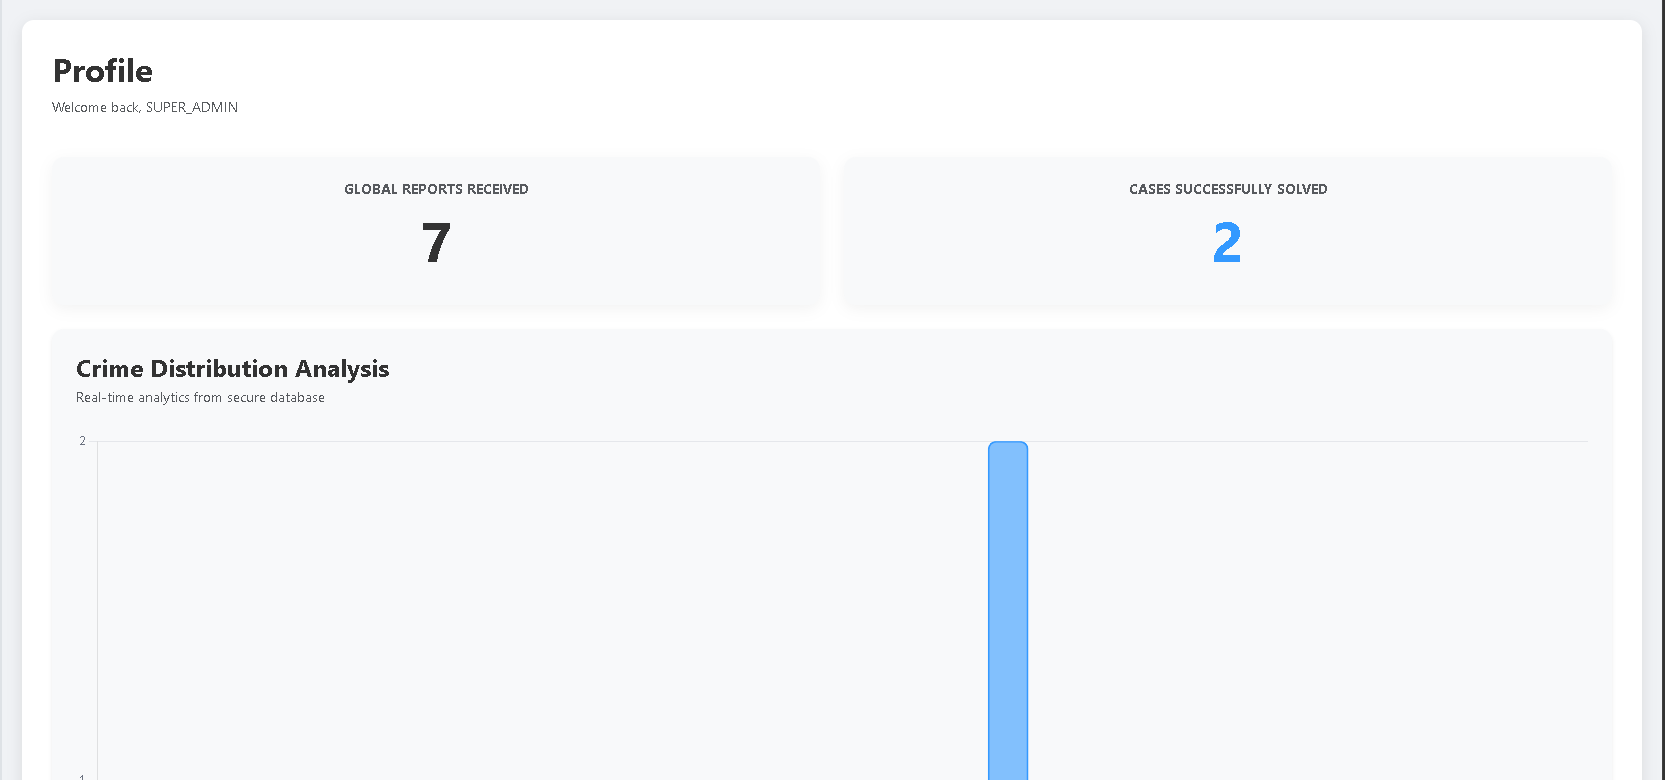 Profile
Welcome back, SUPER_ADMIN
GLOBAL REPORTS RECEIVED
7
CASES SUCCESSFULLY SOLVED
2
Crime Distribution Analysis
Real-time analytics from secure database
2
1